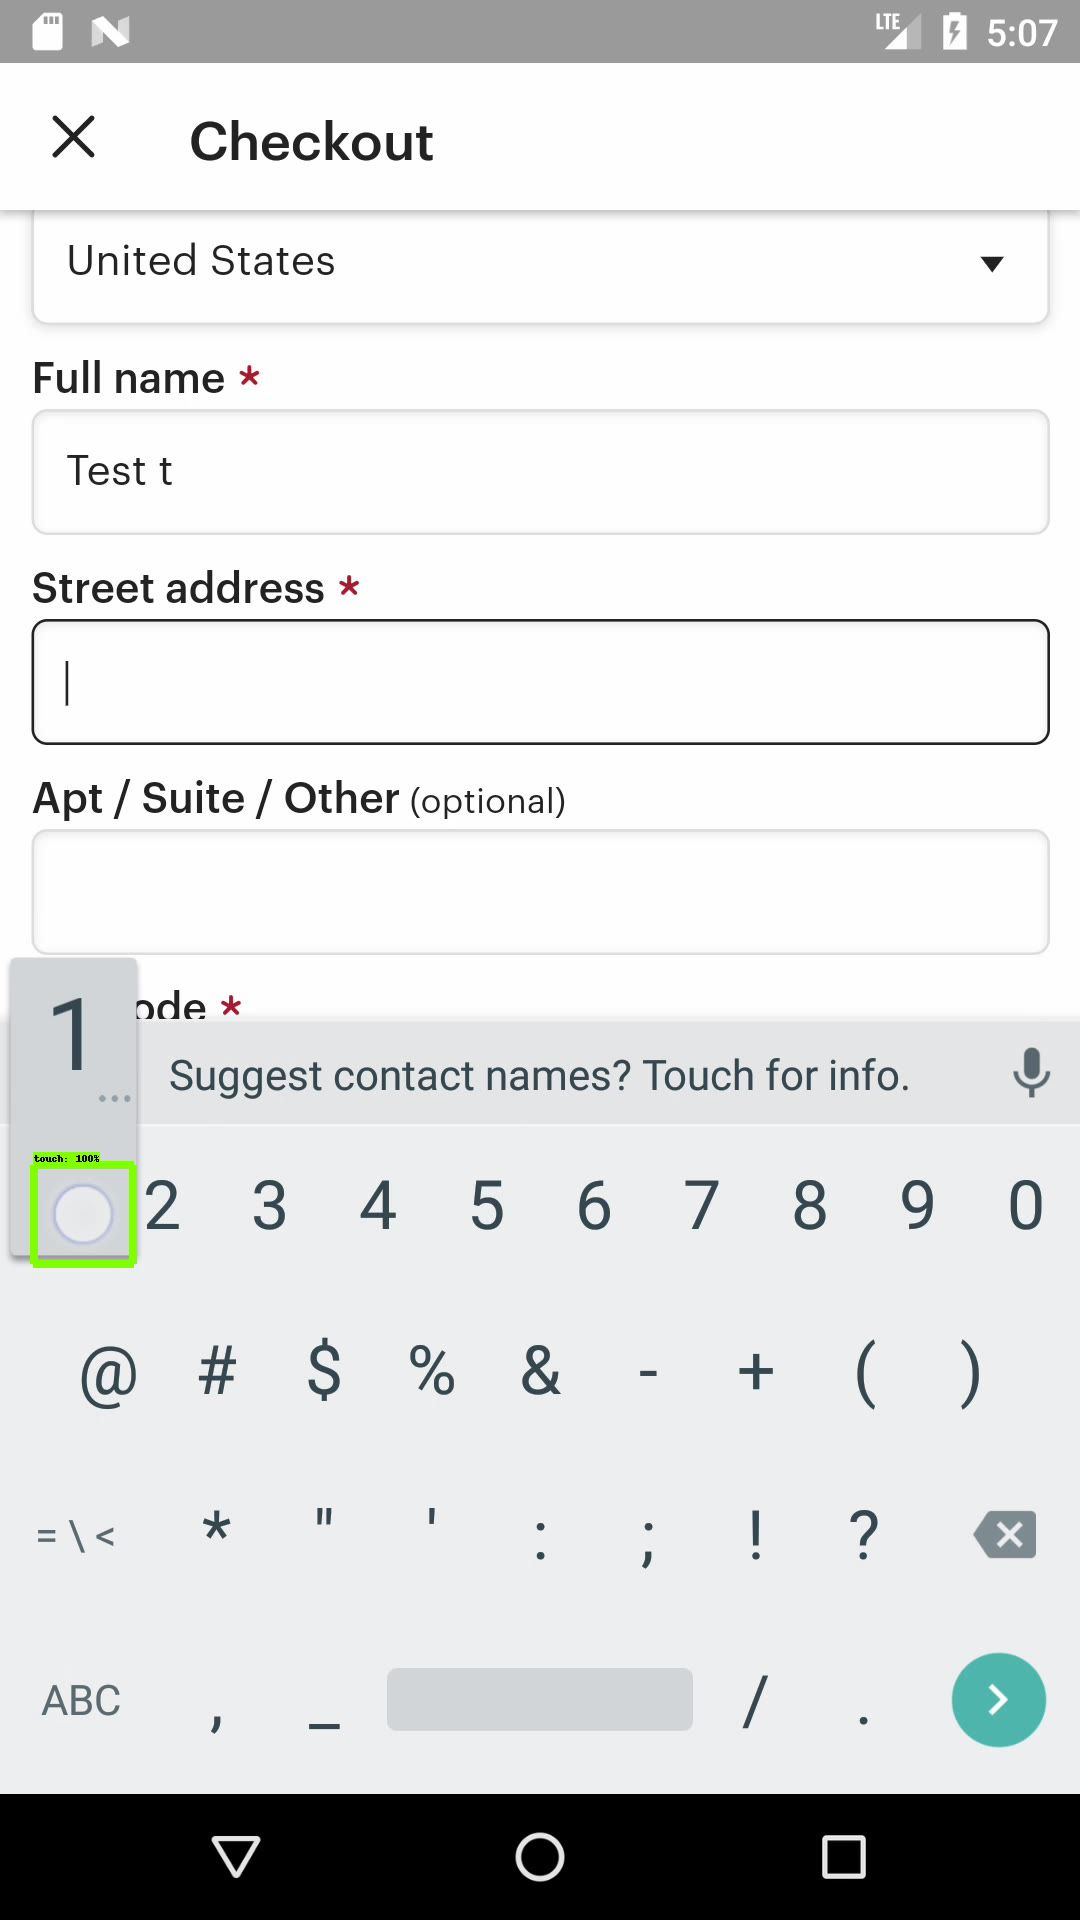 LTE 5:07
Checkout
United States
Full name *
Test t
Street address *
Apt / Suite / Other (optional)
ode *
1
...
Suggest contact names? Touch for info.
touch: 100%
2 3 4 5 6 7 8 9 0
@ # $ % & - + ( )
= \ < * " ' : ; ! ?
ABC , _ / .